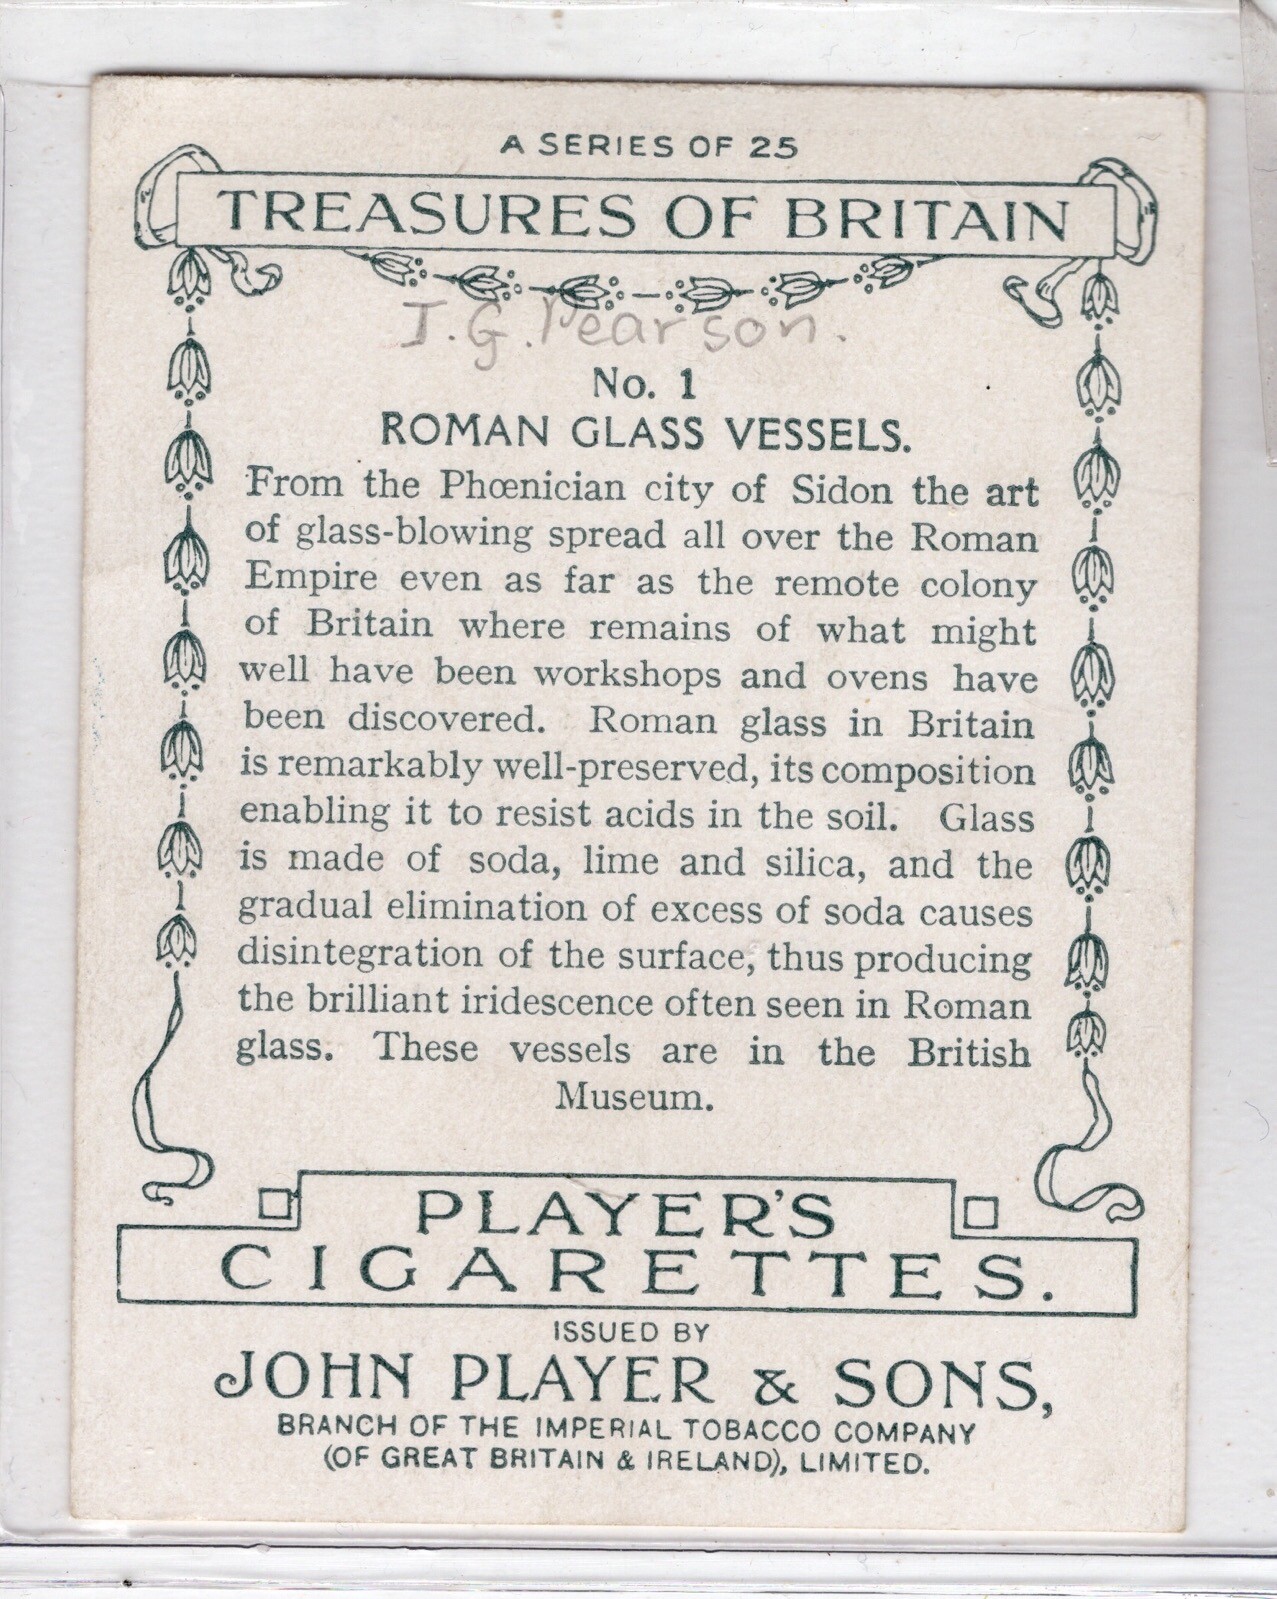 A SERIES OF 25
TREASURES OF BRITAIN
I.G.Pearson.
No. 1
ROMAN GLASS VESSELS.
From the Phœnician city of Sidon the art
of glass-blowing spread all over the Roman
Empire even as far as the remote colony
of Britain where remains of what might
well have been workshops and ovens have
been discovered. Roman glass in Britain
is remarkably well-preserved, its composition
enabling it to resist acids in the soil. Glass
is made of soda, lime and silica, and the
gradual elimination of excess of soda causes
disintegration of the surface, thus producing
the brilliant iridescence often seen in Roman
glass. These vessels are in the British
Museum.
PLAYER'S
CIGARETTES.
ISSUED BY
JOHN PLAYER & SONS,
BRANCH OF THE IMPERIAL TOBACCO COMPANY
(OF GREAT BRITAIN & IRELAND), LIMITED.